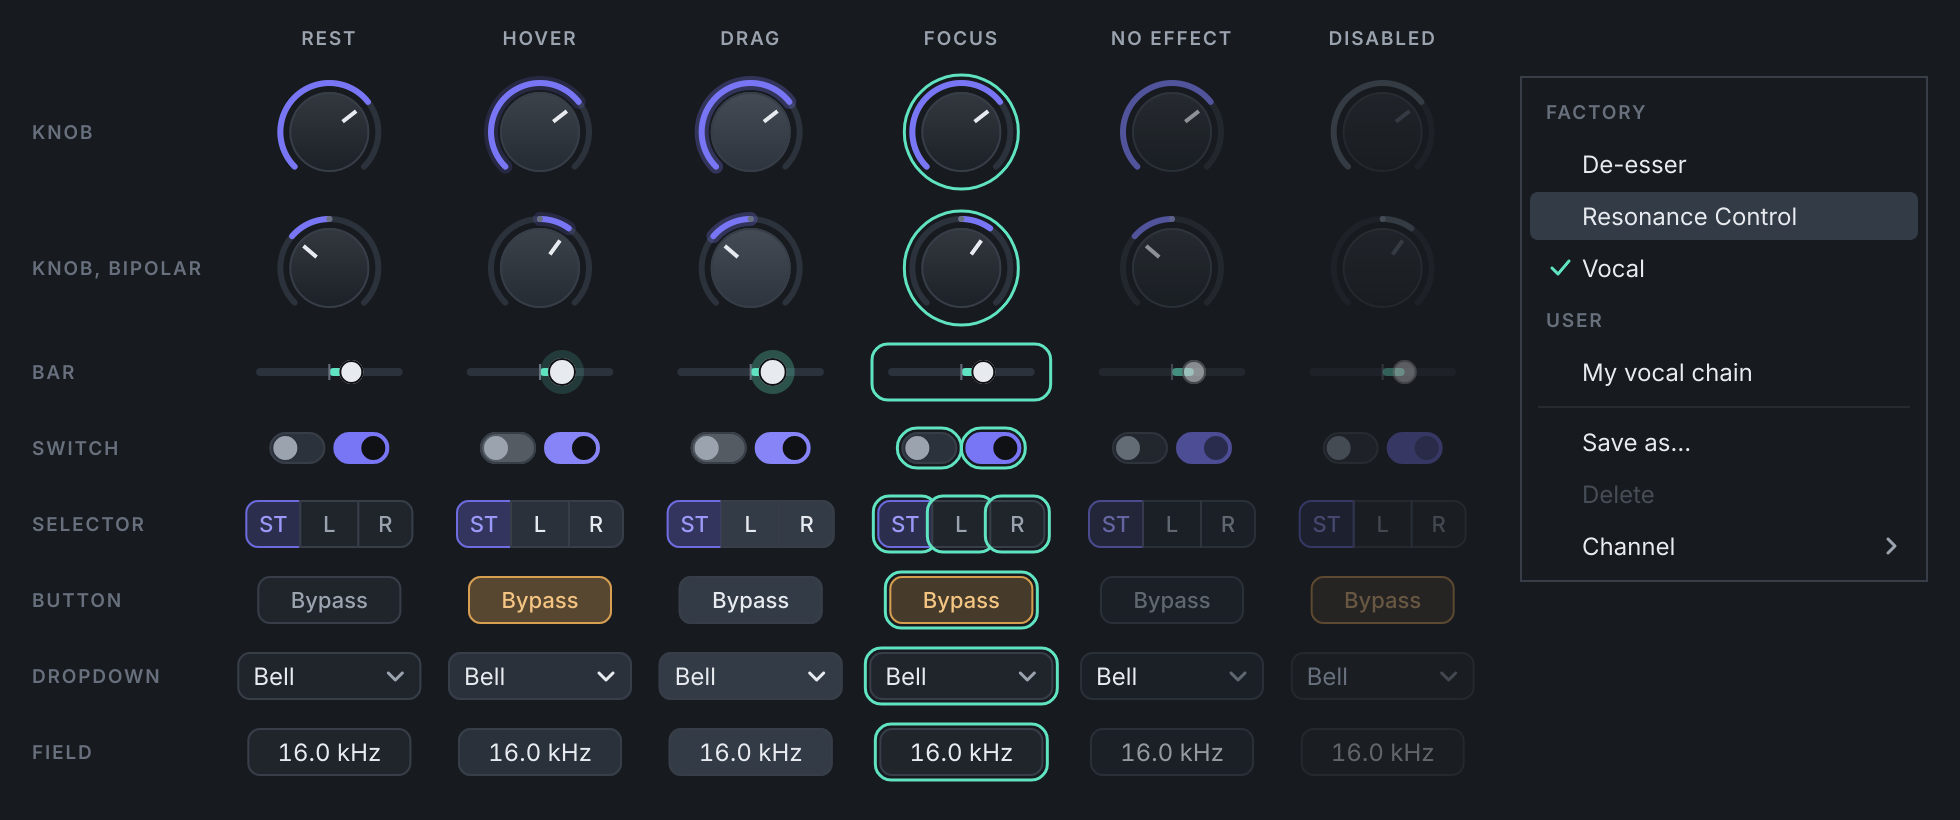 REST HOVER DRAG FOCUS NO EFFECT DISABLED
KNOB
KNOB, BIPOLAR
BAR
SWITCH
SELECTOR ST L R ST L R ST L R ST L R ST L R ST L R
BUTTON Bypass Bypass Bypass Bypass Bypass Bypass
DROPDOWN Bell Bell Bell Bell Bell Bell
FIELD 16.0 kHz 16.0 kHz 16.0 kHz 16.0 kHz 16.0 kHz 16.0 kHz
FACTORY
De-esser
Resonance Control
Vocal
USER
My vocal chain
Save as...
Delete
Channel